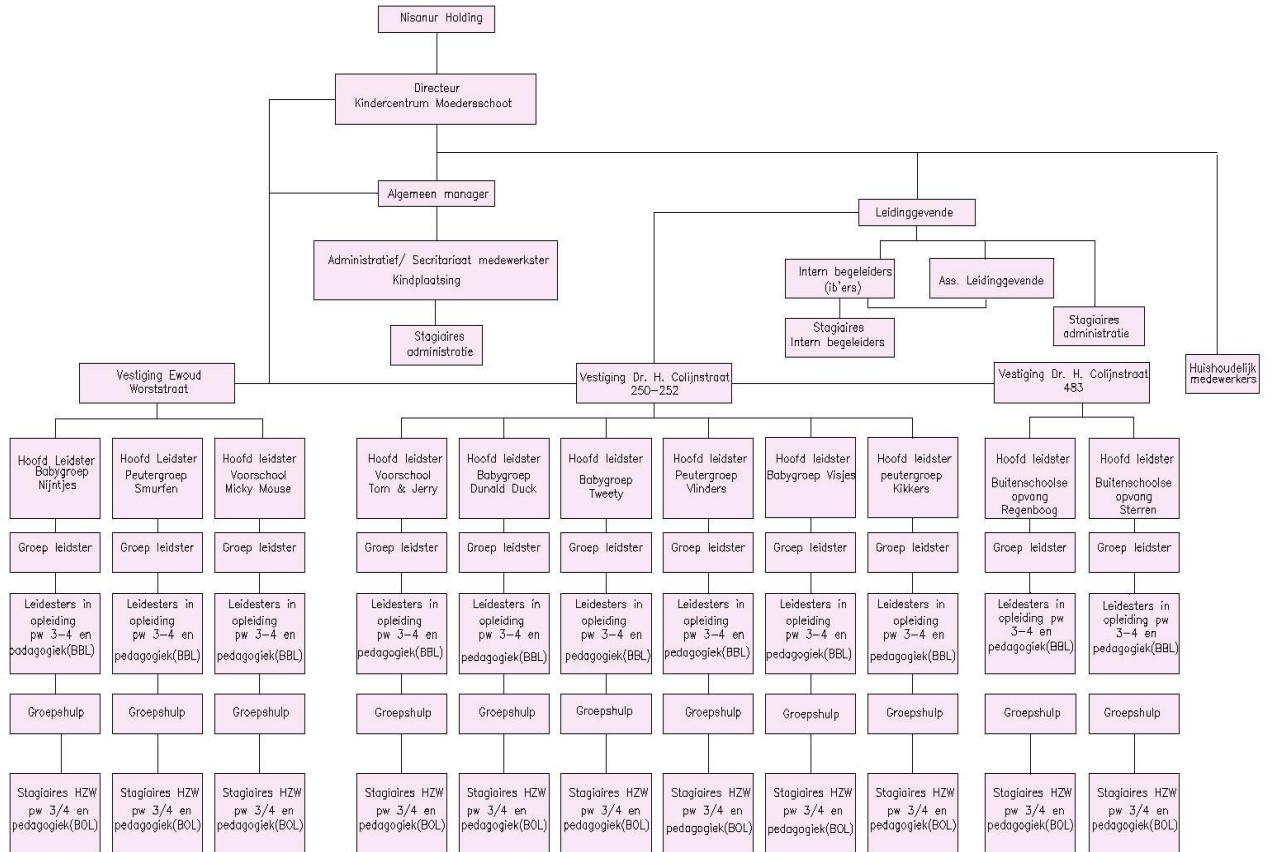 Nisanur Holding
Directeur
Kindercentrum Moedersschoot
Algemeen manager
Leidinggevende
Administratief/ Secritariaat medewerkster
Kindplaatsing
Intern begeleiders
(ib'ers)
Ass. Leidinggevende
Stagiaires
administratie
Stagiaires
Intern begeleiders
Stagiaires
administratie
Huishoudelijk
medewerkers
Vestiging Ewoud
Worststraat
Vestiging Dr. H. Colijnstraat
250-252
Vestiging Dr. H. Colijnstraat
483
Hoofd Leidster
Babygroep
Nijntjes
Hoofd Leidster
Peutergroep
Smurfen
Hoofd leidster
Voorschool
Micky Mouse
Hoofd leidster
Voorschool
Tom & Jerry
Hoofd leidster
Babygroep
Dunald Duck
Hoofd leidster
Babygroep
Tweety
Hoofd leidster
Peutergroep
Vlinders
Hoofd leidster
Babygroep Visjes
Hoofd leidster
peutergroep
Kikkers
Hoofd leidster
Buitenschoolse
opvang
Regenboog
Hoofd leidster
Buitenschoolse
opvang
Sterren
Groep leidster
Groep leidster
Groep leidster
Groep leidster
Groep leidster
Groep leidster
Groep leidster
Groep leidster
Groep leidster
Groep leidster
Groep leidster
Leidesters in
opleiding
pw 3-4 en
padagogiek(BBL)
Leidesters in
opleiding
pw 3-4 en
pedagogiek(BBL)
Leidesters in
opleiding
pw 3-4 en
pedagogiek(BBL)
Leidesters in
opleiding
pw 3-4 en
pedagogiek(BBL)
Leidesters in
opleiding
pw 3-4 en
pedagogiek(BBL)
Leidesters in
opleiding
pw 3-4 en
pedagogiek(BBL)
Leidesters in
opleiding
pw 3-4 en
pedagogiek(BBL)
Leidesters in
opleiding
pw 3-4 en
pedagogiek(BBL)
Leidesters in
opleiding
pw 3-4 en
pedagogiek(BBL)
Leidesters in
opleiding pw
3-4 en
pedagogiek(BBL)
Leidesters in
opleiding pw
3-4 en
pedagogiek(BBL)
Groepshulp
Groepshulp
Groepshulp
Groepshulp
Groepshulp
Groepshulp
Groepshulp
Groepshulp
Groepshulp
Groepshulp
Groepshulp
Stagiaires HZW
pw 3/4 en
pedagogiek(BOL)
Stagiaires HZW
pw 3/4 en
pedagogiek(BOL)
Stagiaires HZW
pw 3/4 en
pedagogiek(BOL)
Stagiaires HZW
pw 3/4 en
pedagogiek(BOL)
Stagiaires HZW
pw 3/4 en
pedagogiek(BOL)
Stagiaires HZW
pw 3/4 en
pedagogiek(BOL)
Stagiaires HZW
pw 3/4 en
pedagogiek(BOL)
Stagiaires HZW
pw 3/4 en
pedagogiek(BOL)
Stagiaires HZW
pw 3/4 en
pedagogiek(BOL)
Stagiaires HZW
pw 3/4 en
pedagogiek(BOL)
Stagiaires HZW
pw 3/4 en
pedagogiek(BOL)